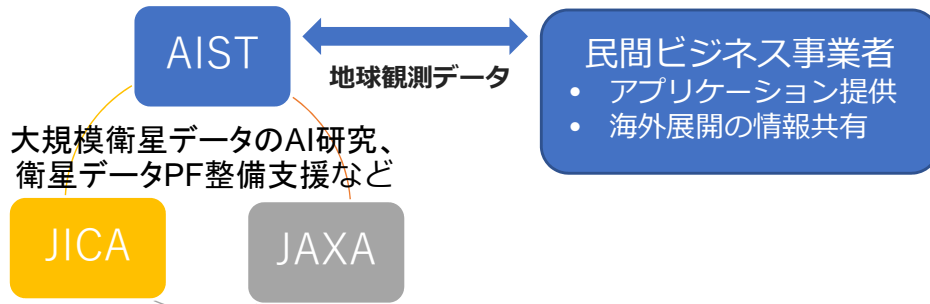 AIST
地球観測データ
民間ビジネス事業者
• アプリケーション提供
• 海外展開の情報共有
大規模衛星データのAI研究、
衛星データPF整備支援など
JICA
JAXA